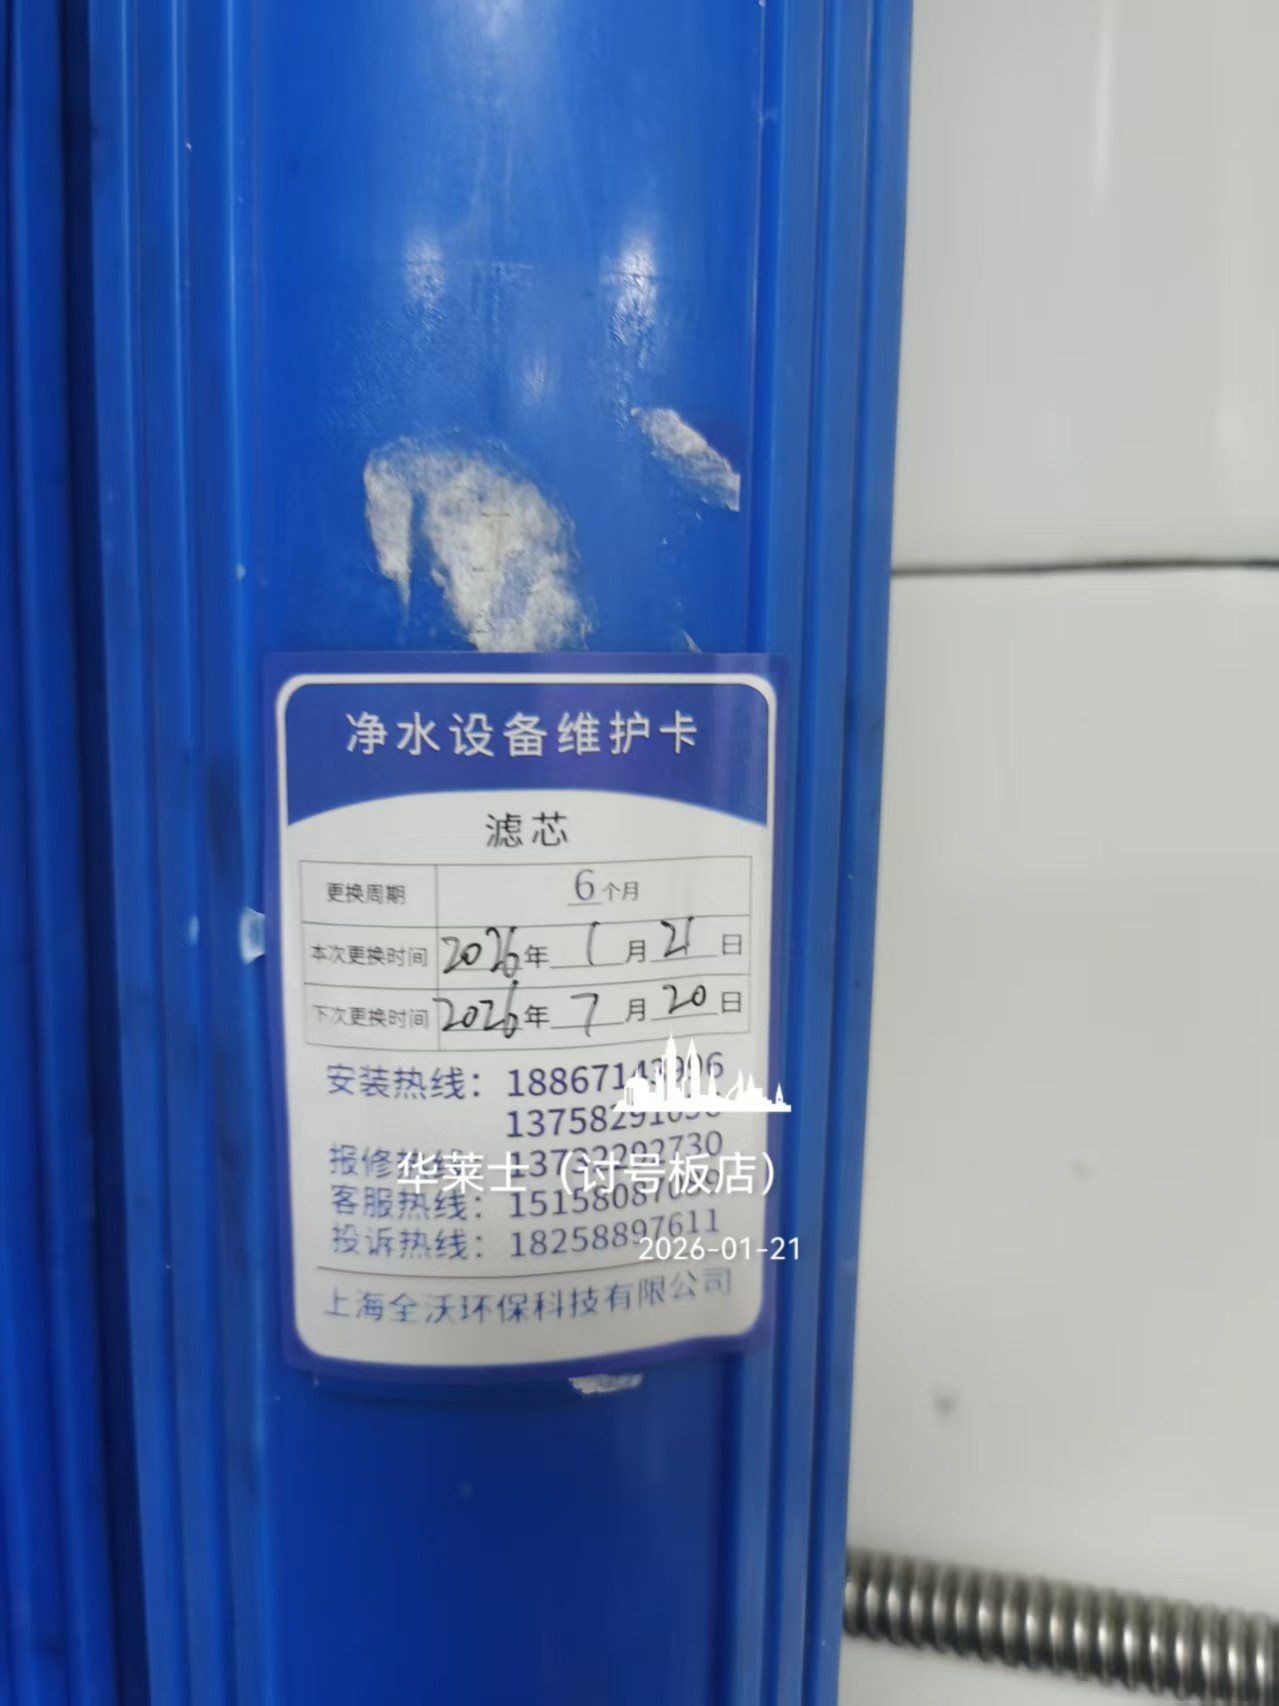 净水设备维护卡
滤芯
更换周期 6个月
本次更换时间 2026年1月21日
下次更换时间 2026年7月20日
安装热线:
报修热线:
客服热线:
投诉热线: 18258897611
上海全沃环保科技有限公司
华莱士（讨号板店）
2026-01-21